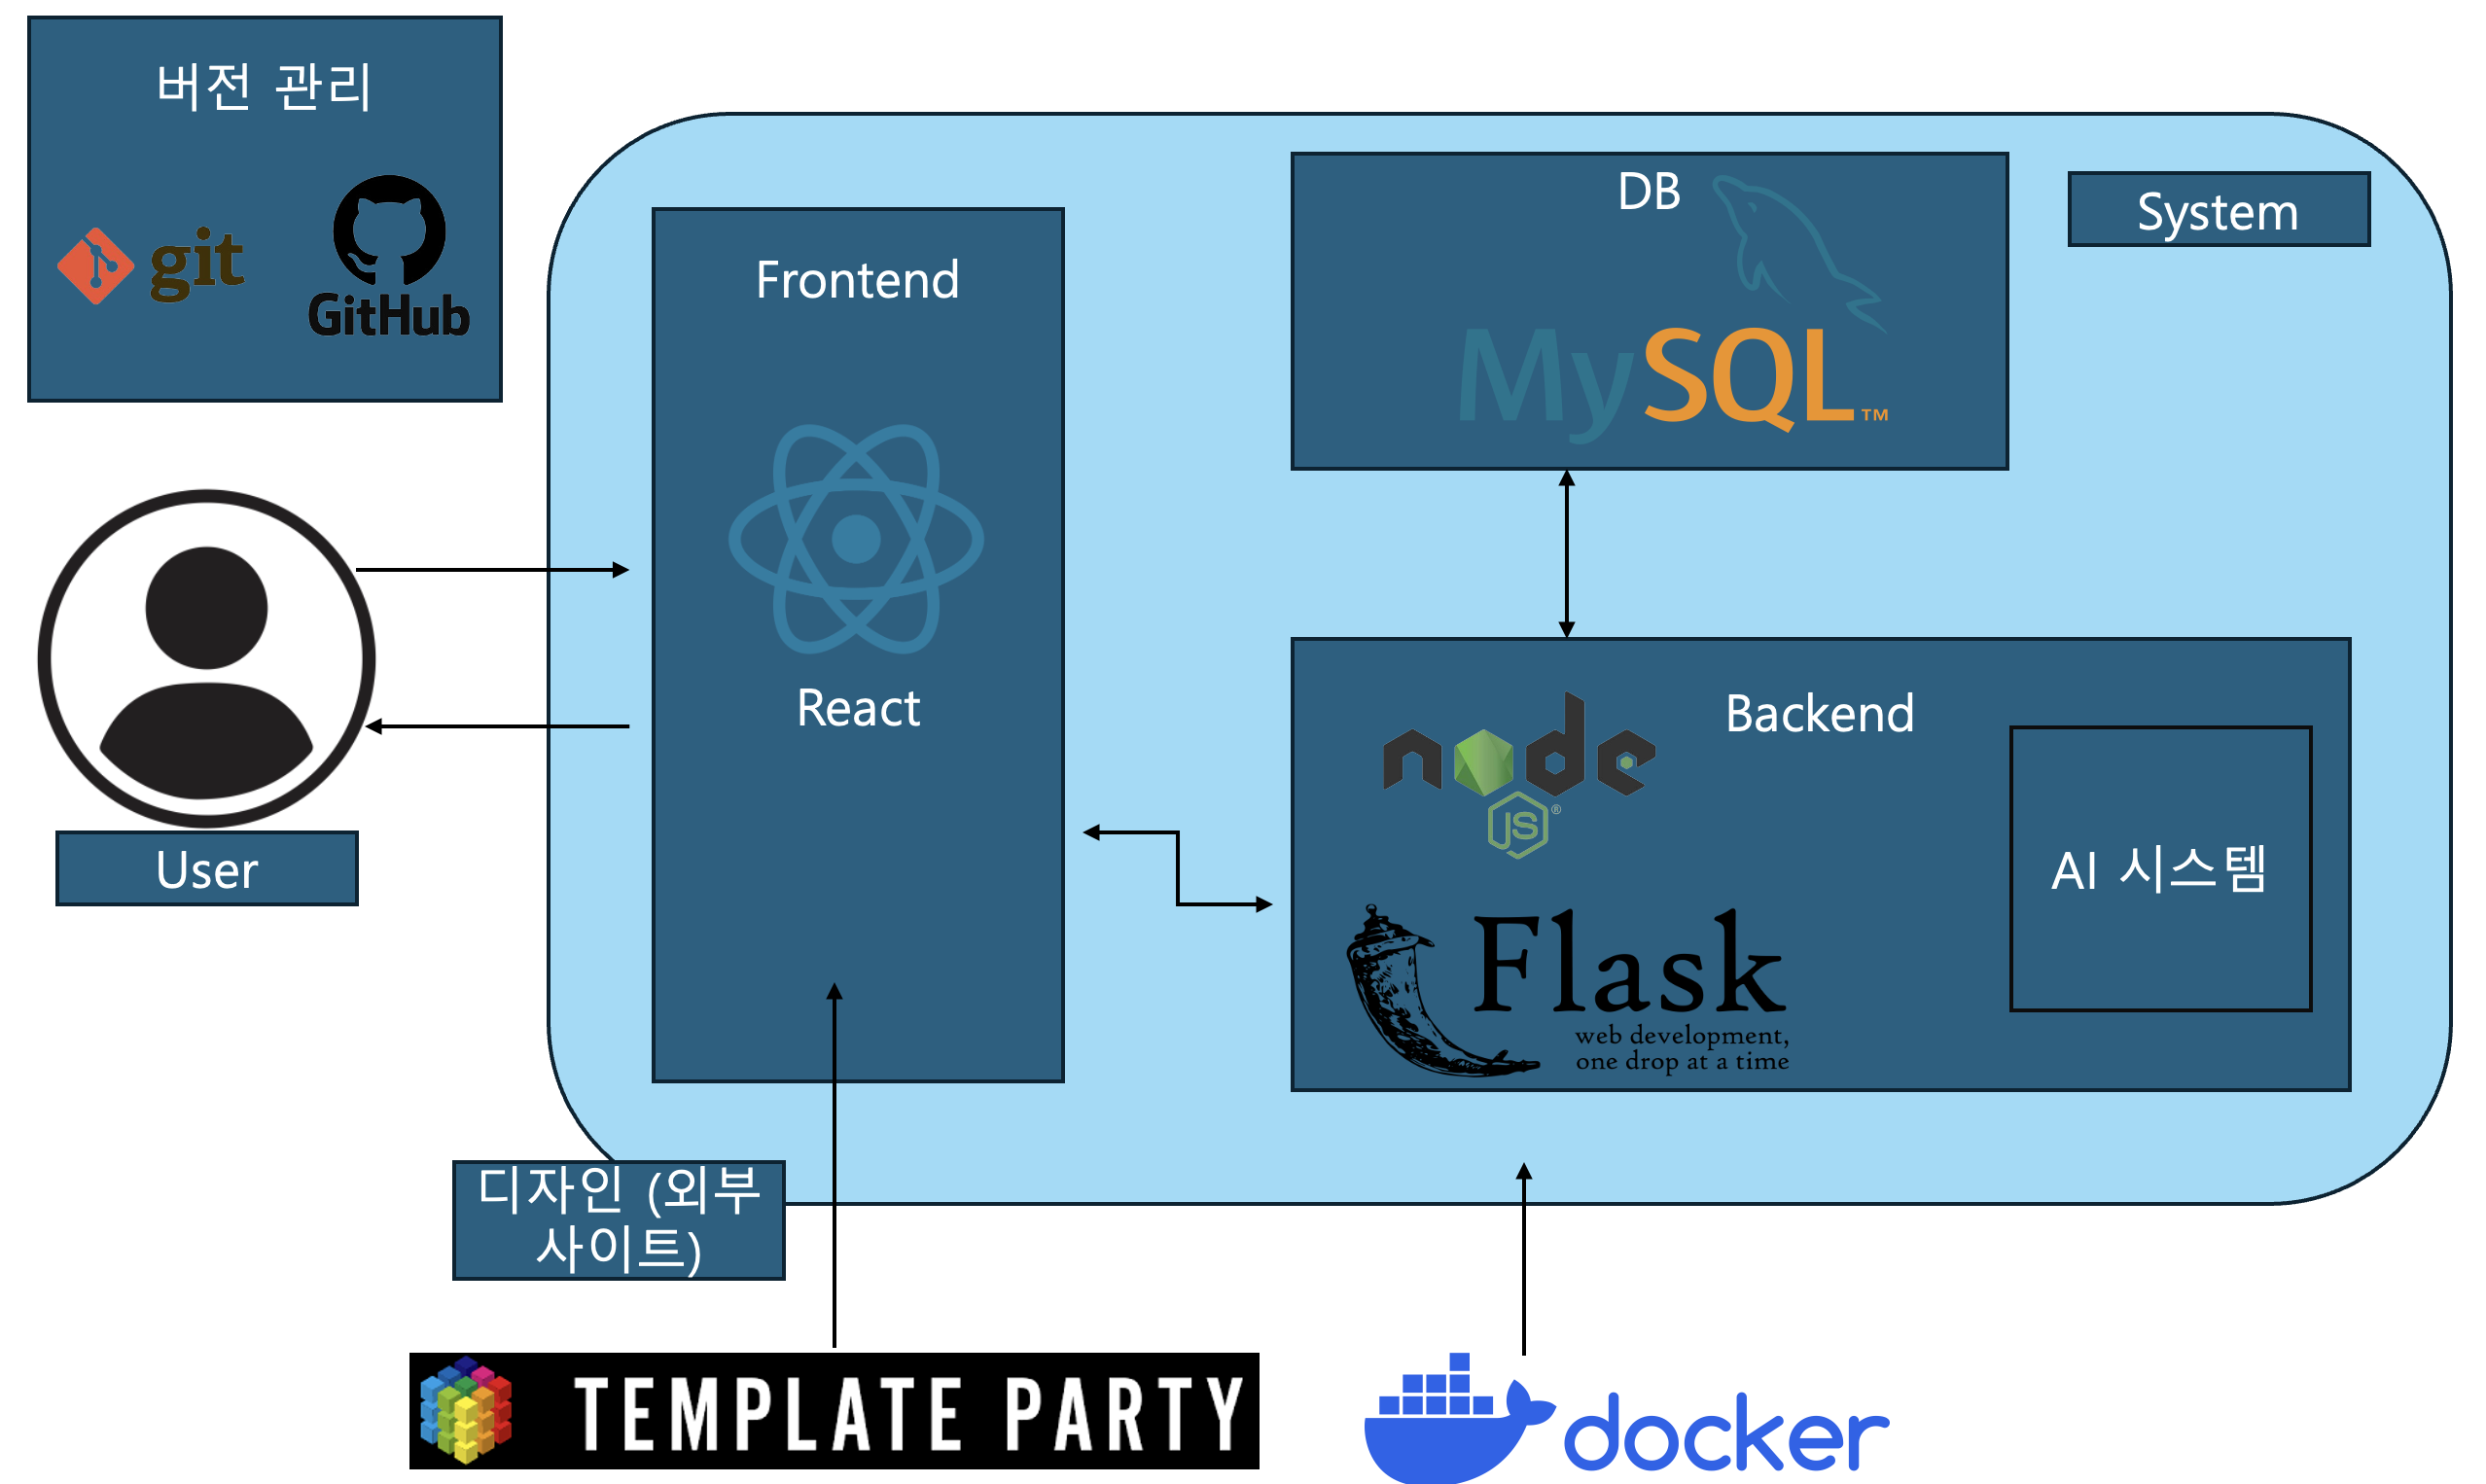 버전 관리
git
GitHub
System
DB
MySQL™
Frontend
React
User
Backend
node
JS®
Flask
web development,
one drop at a time
AI 시스템
디자인 (외부
사이트)
TEMPLATE PARTY
docker